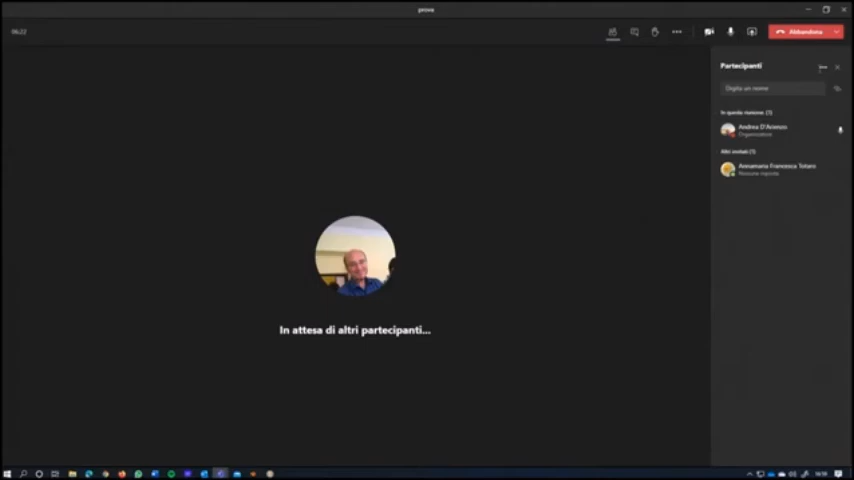 prova
06:22
Abbandona
Partecipanti
Digita un nome
In questa riunione (1)
Andrea D'Arienzo
Organizzatore
Altri invitati (1)
Annamaria Francesca Totaro
Nessuna risposta
In attesa di altri partecipanti...